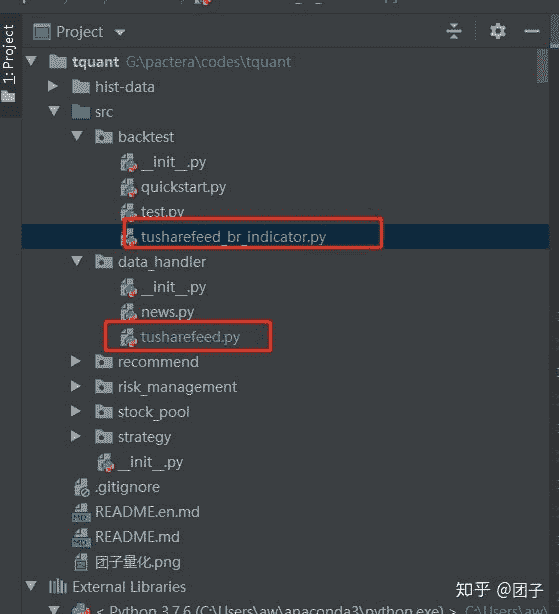 Project
1: Project
tquant G:\pactera\codes\tquant
hist-data
src
backtest
__init__.py
quickstart.py
test.py
tusharefeed_br_indicator.py
data_handler
__init__.py
news.py
tusharefeed.py
recommend
risk_management
stock_pool
strategy
__init__.py
.gitignore
README.en.md
README.md
团子量化.png
External Libraries
< Python 3.7.6 (C:\Users\aw\anaconda3\python.exe) > C:\Users\aw\
知乎 @团子